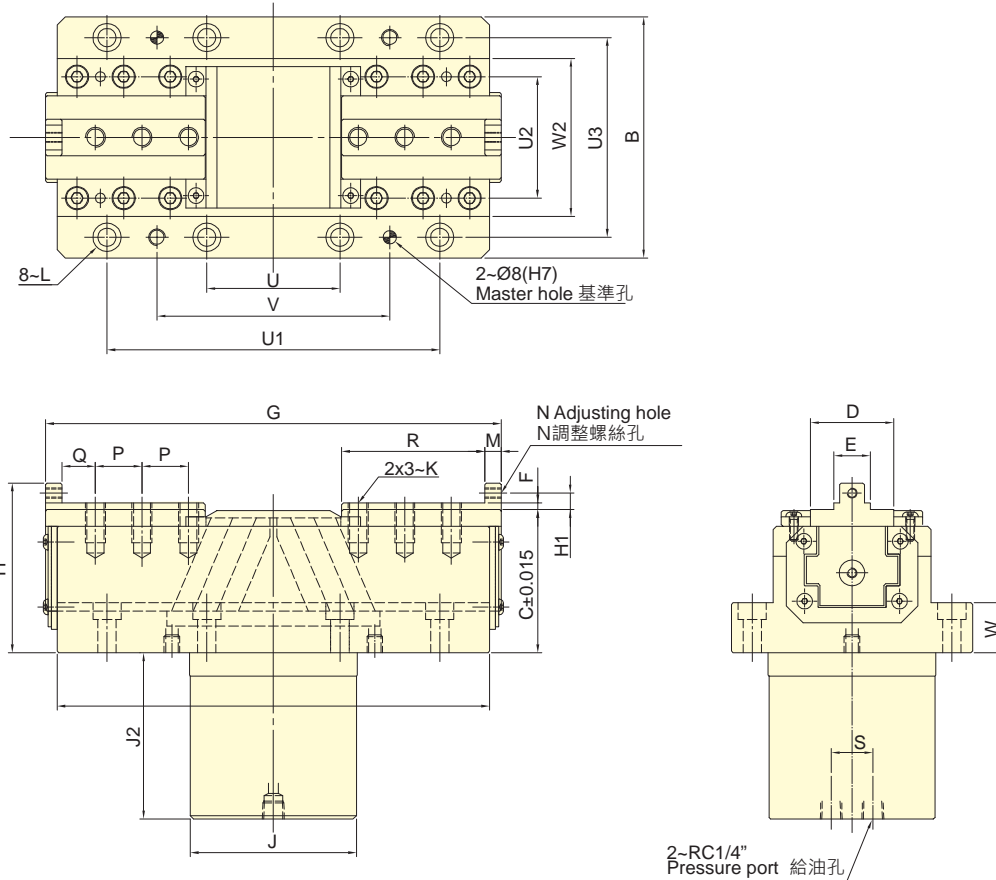 U2
W2
U3
B
8~L
2~Ø8(H7)
Master hole 基準孔
U
V
U1
G
N Adjusting hole
N調整螺絲孔
Q
P
P
R
M
2x3~K
F
H1
C±0.015
H
D
E
W
J2
J
S
2~RC1/4”
Pressure port 給油孔